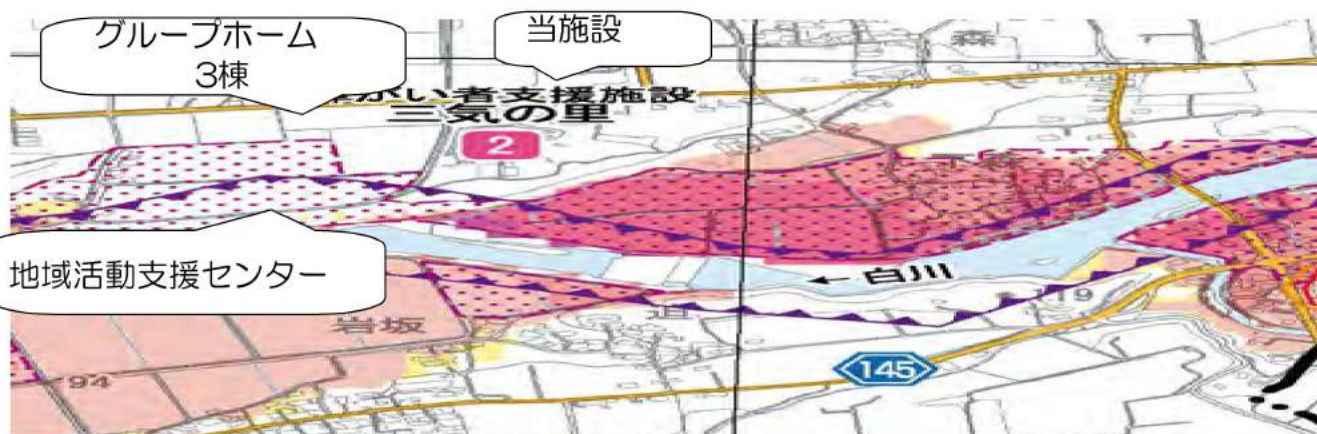 グループホーム
3棟
当施設
森
がい者支援施設
三気の里
2
地域活動支援センター
← 白川
119
岩坂
道
94
145